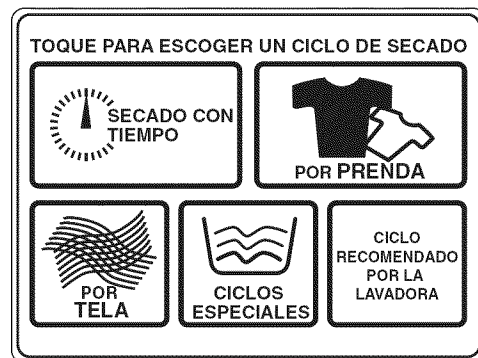 TOQUE PARA ESCOGER UN CICLO DE SECADO
SECADO CON
TIEMPO
POR PRENDA
POR
TELA
CICLOS
ESPECIALES
CICLO
RECOMENDADO
POR LA
LAVADORA